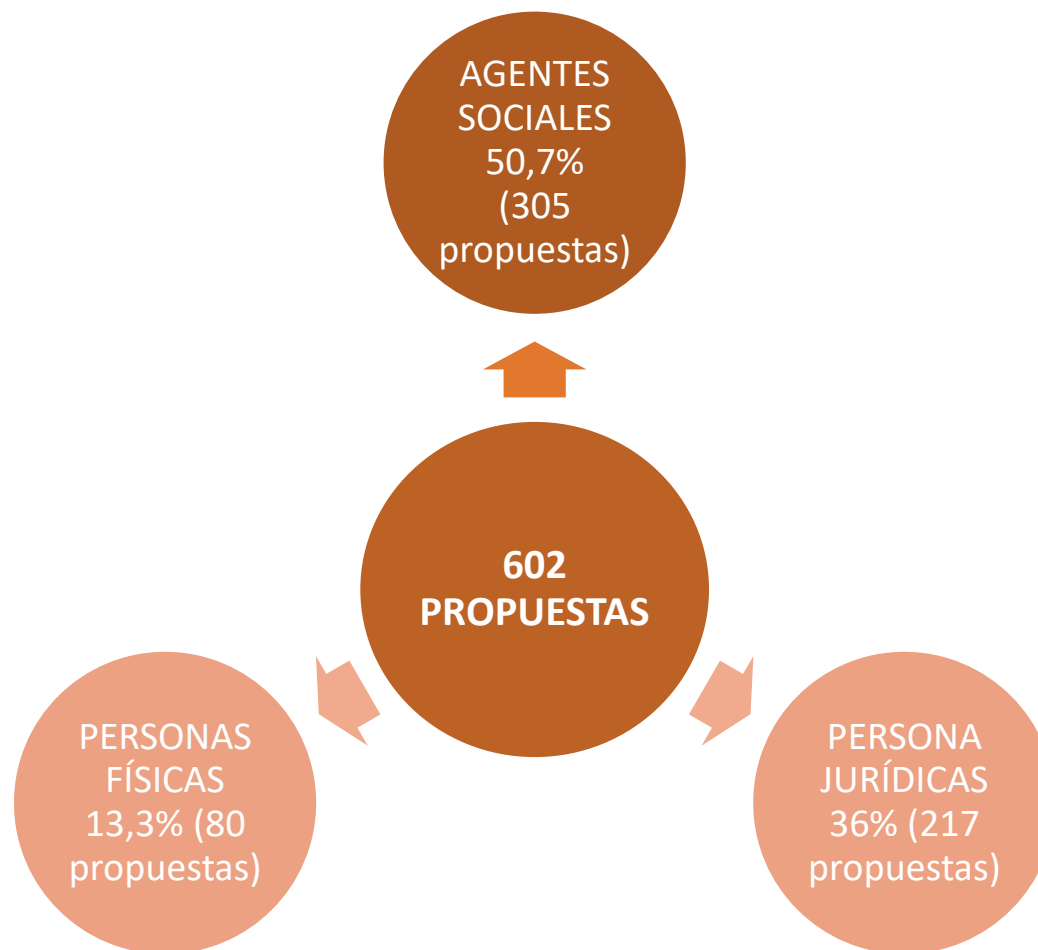 AGENTES
SOCIALES
50,7%
(305
propuestas)
602
PROPUESTAS
PERSONAS
FÍSICAS
13,3% (80
propuestas)
PERSONA
JURÍDICAS
36% (217
propuestas)